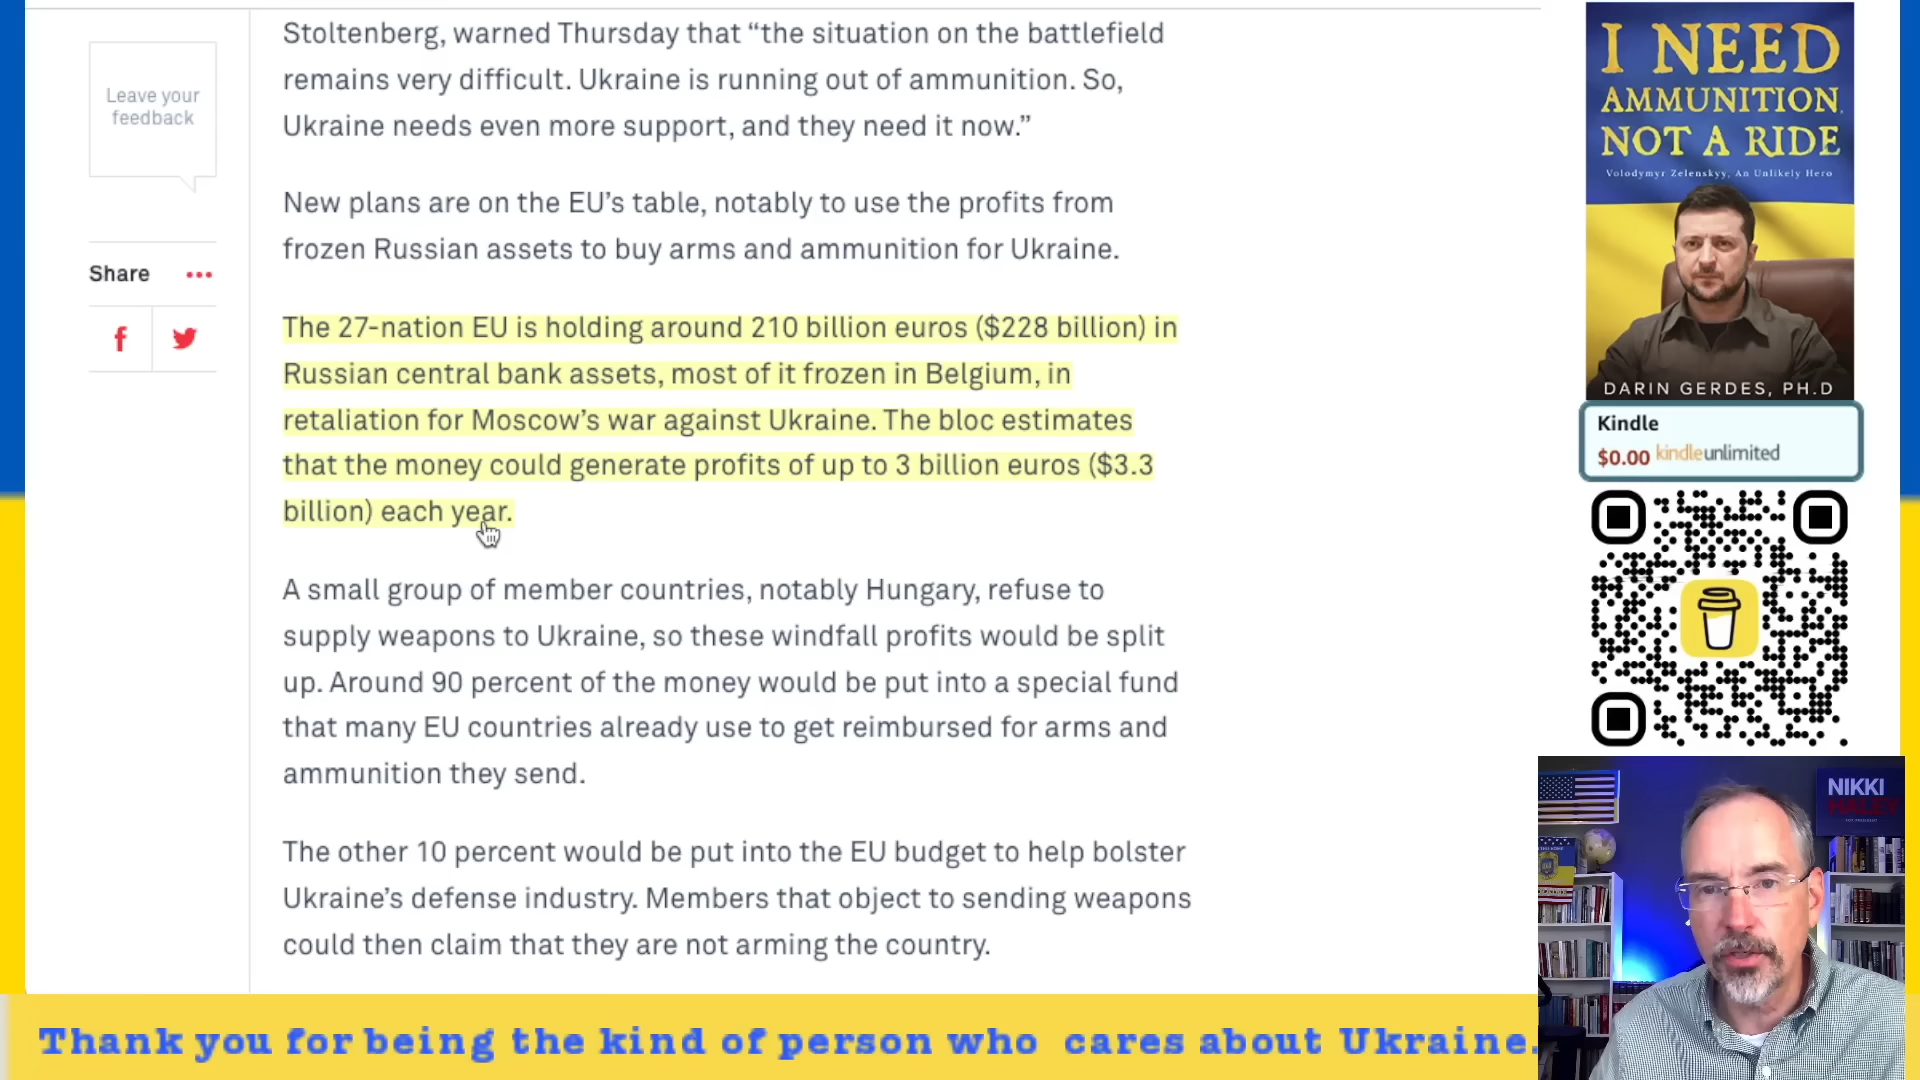 Stoltenberg, warned Thursday that “the situation on the battlefield
remains very difficult. Ukraine is running out of ammunition. So,
Ukraine needs even more support, and they need it now.”
New plans are on the EU’s table, notably to use the profits from
frozen Russian assets to buy arms and ammunition for Ukraine.
The 27-nation EU is holding around 210 billion euros ($228 billion) in
Russian central bank assets, most of it frozen in Belgium, in
retaliation for Moscow’s war against Ukraine. The bloc estimates
that the money could generate profits of up to 3 billion euros ($3.3
billion) each year.
A small group of member countries, notably Hungary, refuse to
supply weapons to Ukraine, so these windfall profits would be split
up. Around 90 percent of the money would be put into a special fund
that many EU countries already use to get reimbursed for arms and
ammunition they send.
The other 10 percent would be put into the EU budget to help bolster
Ukraine’s defense industry. Members that object to sending weapons
could then claim that they are not arming the country.
Leave your
feedback
Share
I NEED
AMMUNITION,
NOT A RIDE
Volodymyr Zelenskyy, An Unlikely Hero
DARIN GERDES, PH.D
Kindle
$0.00 kindleunlimited
NIKKI
HALEY
Thank you for being the kind of person who cares about Ukraine.